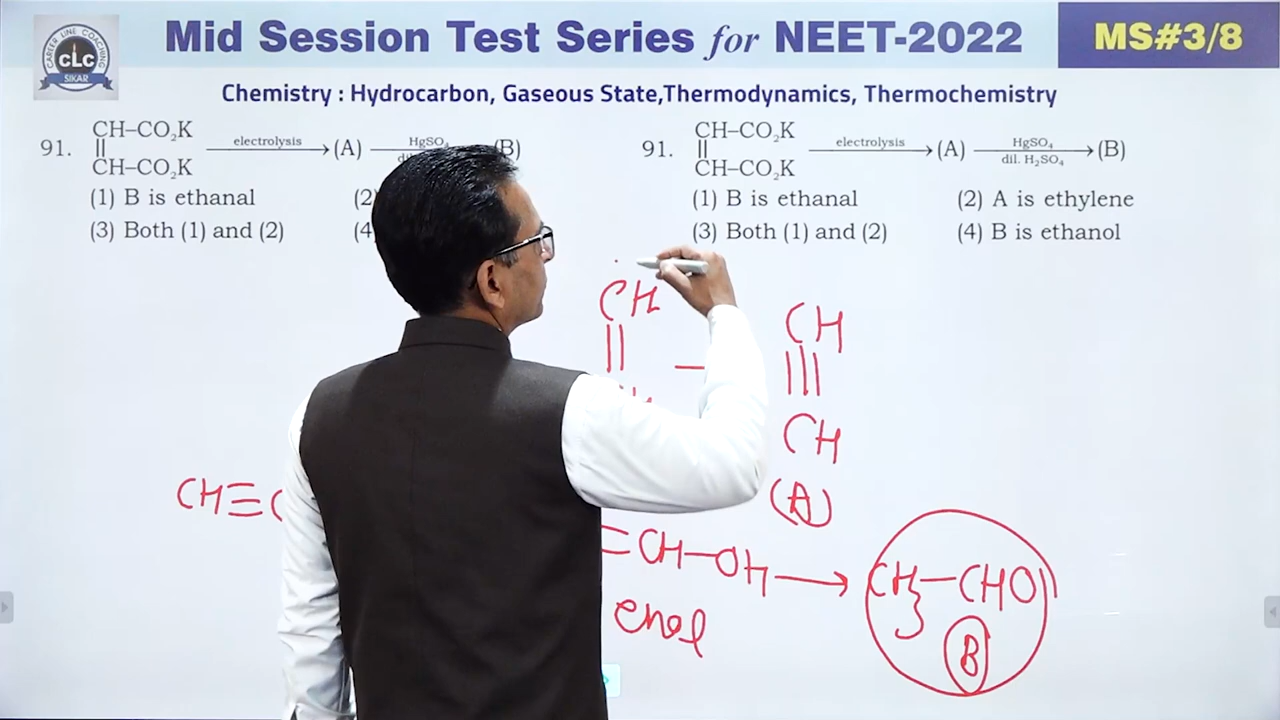 CAREER LINE COACHING
CLC
SIKAR
Mid Session Test Series for NEET-2022
MS#3/8
Chemistry : Hydrocarbon, Gaseous State,Thermodynamics, Thermochemistry
91. CH–CO₂K
||
CH–CO₂K
electrolysis
(A)
HgSO₄
(B)
(1) B is ethanal
(2)
(3) Both (1) and (2)
(4
91. CH–CO₂K
||
CH–CO₂K
electrolysis
(A)
HgSO₄
dil. H₂SO₄
(B)
(1) B is ethanal
(2) A is ethylene
(3) Both (1) and (2)
(4) B is ethanol
CH
||
CH
|||
CH
(A)
CH≡C
=CH–OH → CH₃–CHO
enol
B